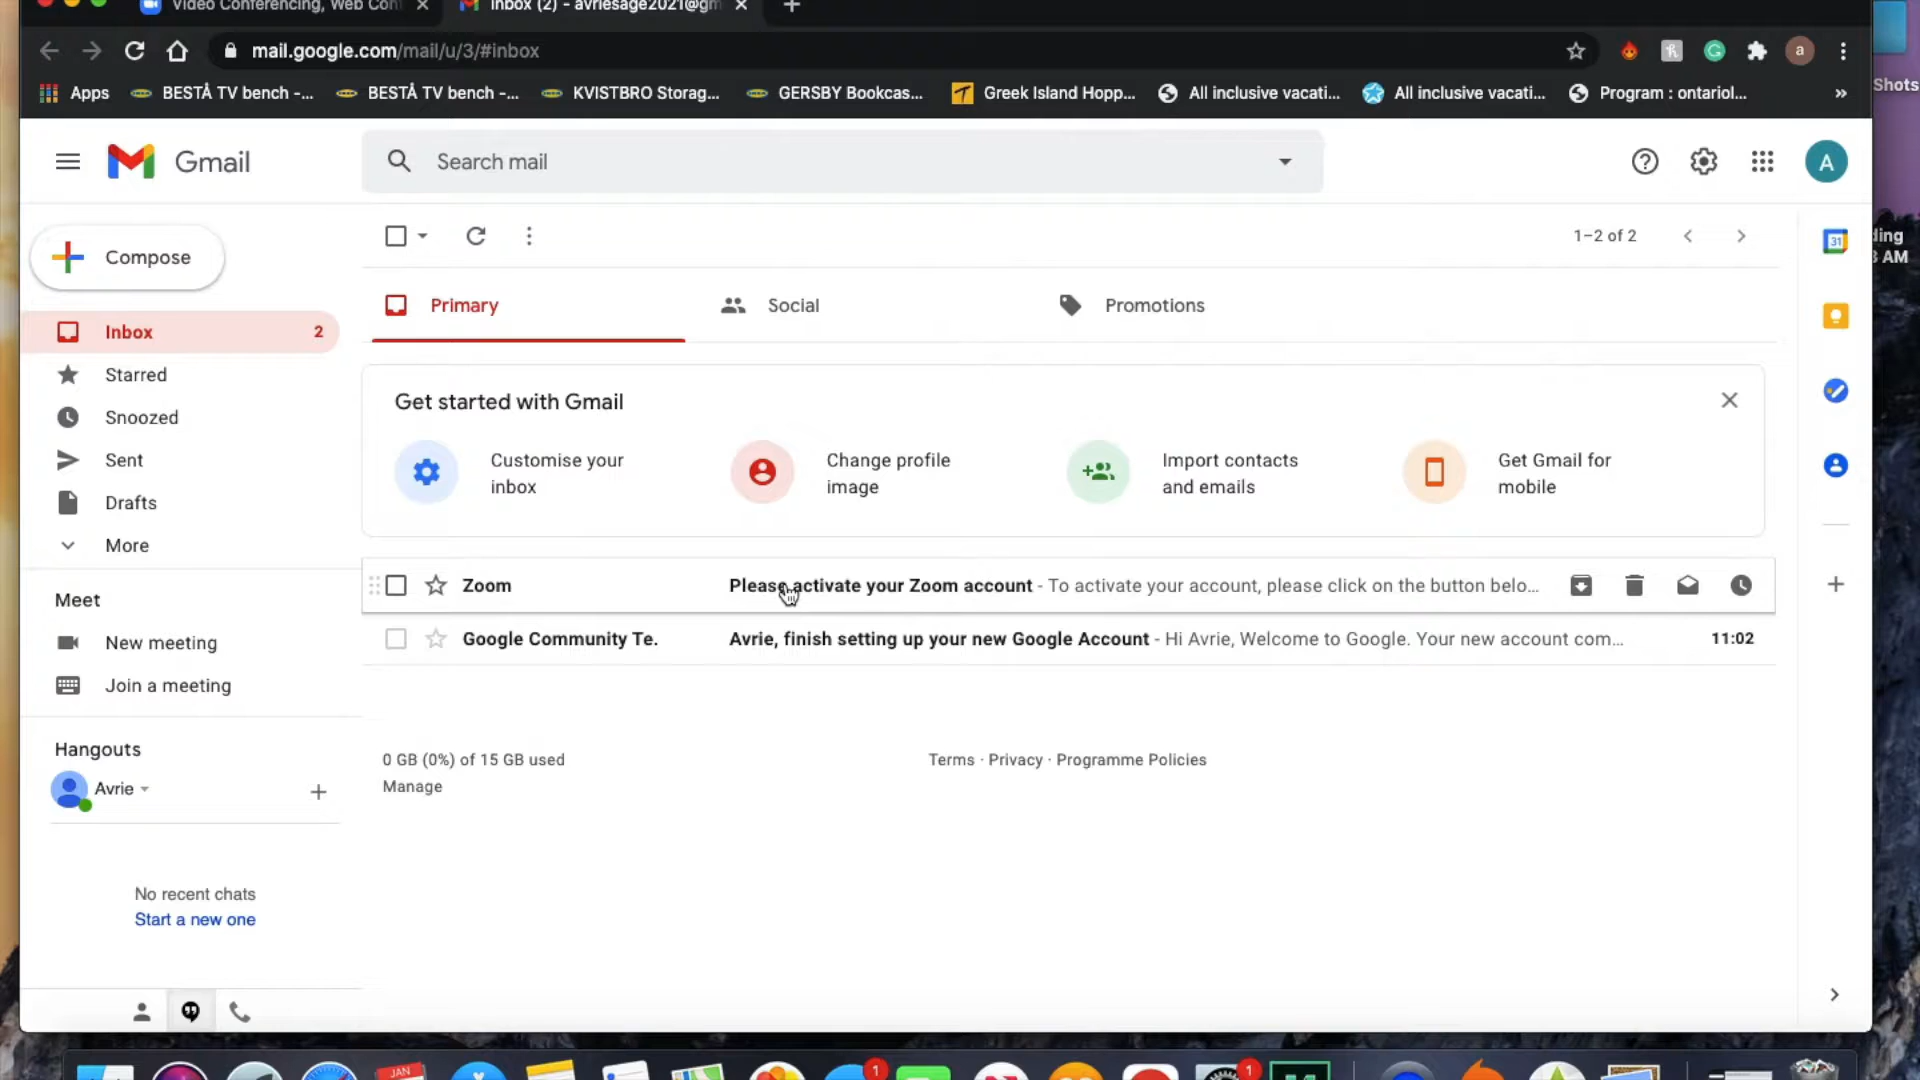 Video Conferencing, Web Con
Inbox (2) - avriesage2021@gm
mail.google.com/mail/u/3/#inbox
a
Apps
BESTÅ TV bench -...
BESTÅ TV bench -...
KVISTBRO Storag...
GERSBY Bookcas...
Greek Island Hopp...
All inclusive vacati...
All inclusive vacati...
Program : ontariol...
»
Shots
Gmail
Search mail
A
Compose
1–2 of 2
31
ding
AM
Primary
Social
Promotions
Inbox 2
Starred
Snoozed
Sent
Drafts
More
Get started with Gmail
Customise your
inbox
Change profile
image
Import contacts
and emails
Get Gmail for
mobile
Zoom Please activate your Zoom account - To activate your account, please click on the button belo...
Google Community Te. Avrie, finish setting up your new Google Account - Hi Avrie, Welcome to Google. Your new account com... 11:02
Meet
New meeting
Join a meeting
Hangouts
Avrie
0 GB (0%) of 15 GB used
Manage
Terms · Privacy · Programme Policies
No recent chats
Start a new one
JAN
1
1